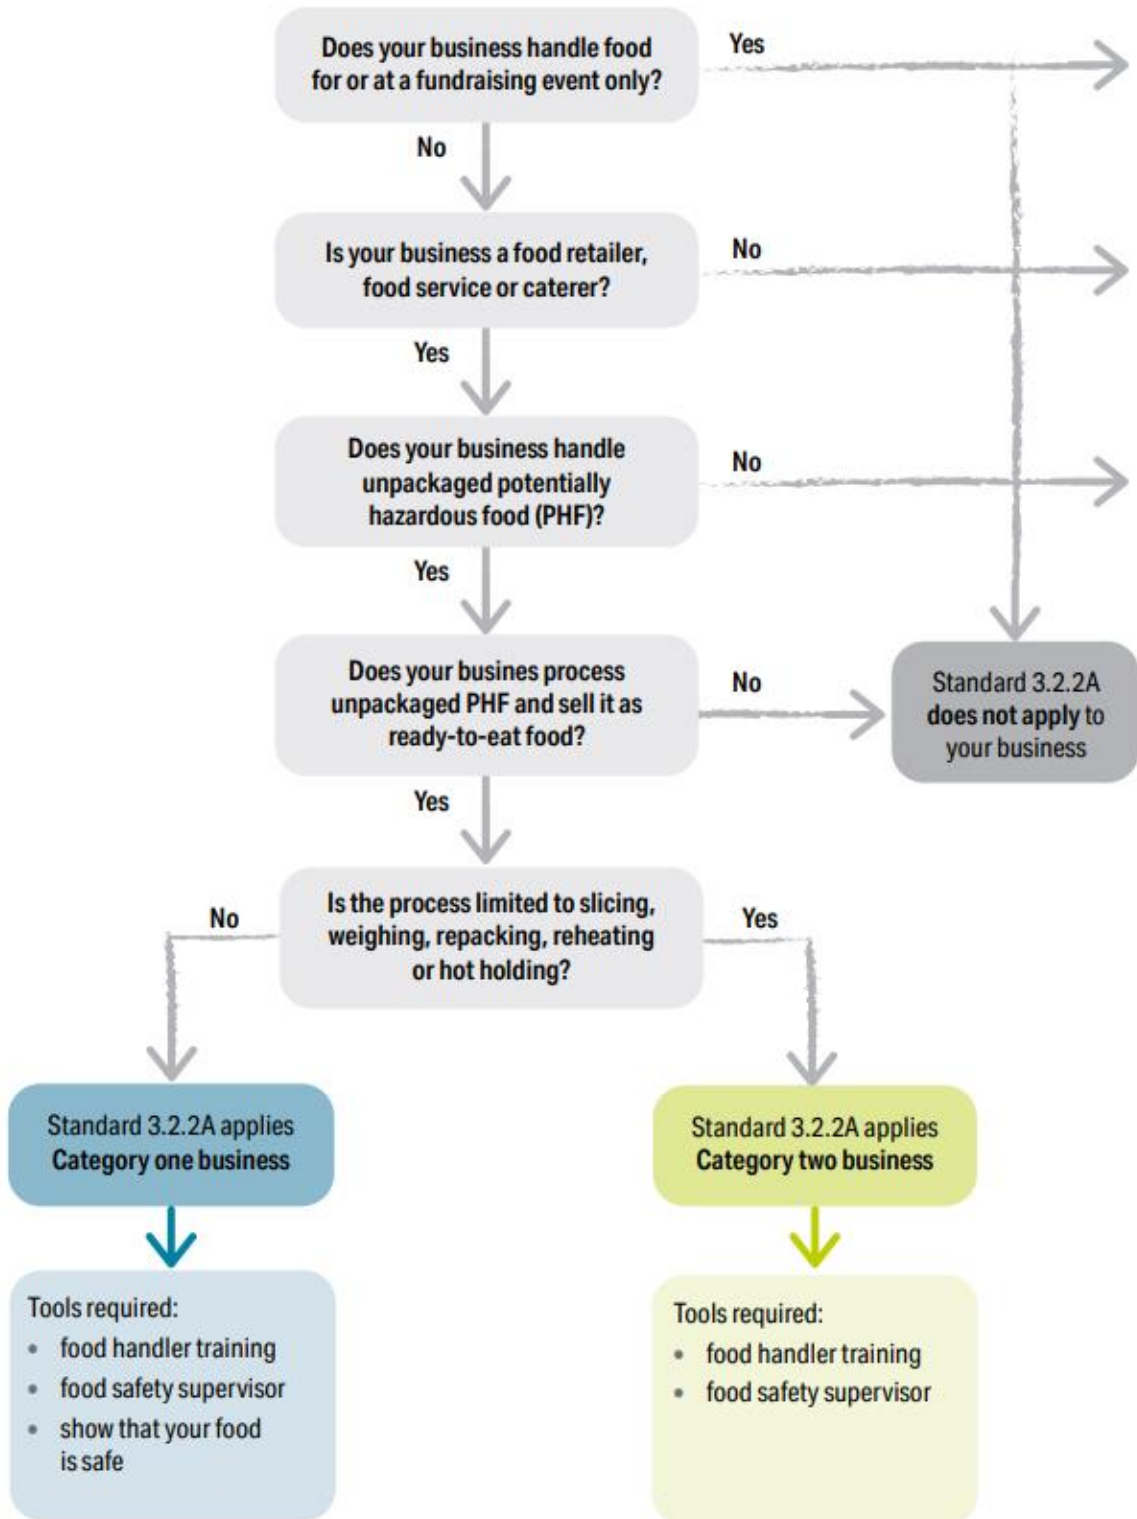 Does your business handle food
for or at a fundraising event only?
Yes
No
Is your business a food retailer,
food service or caterer?
No
Yes
Does your business handle
unpackaged potentially
hazardous food (PHF)?
No
Yes
Does your busines process
unpackaged PHF and sell it as
ready-to-eat food?
No
Standard 3.2.2A
does not apply to
your business
Yes
Is the process limited to slicing,
weighing, repacking, reheating
or hot holding?
No
Yes
Standard 3.2.2A applies
Category one business
Tools required:
• food handler training
• food safety supervisor
• show that your food
is safe
Standard 3.2.2A applies
Category two business
Tools required:
• food handler training
• food safety supervisor